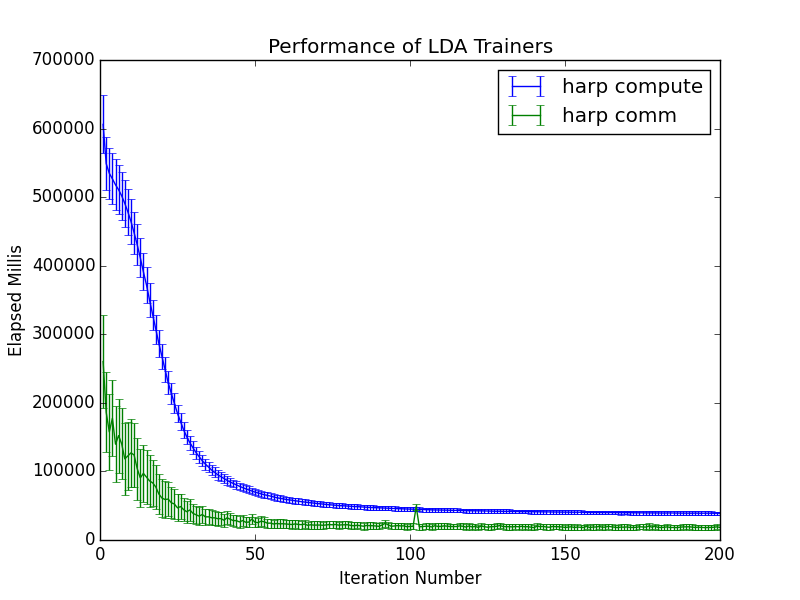 Performance of LDA Trainers
700000
600000
500000
400000
300000
200000
100000
0
Elapsed Millis
harp compute
harp comm
0 50 100 150 200
Iteration Number